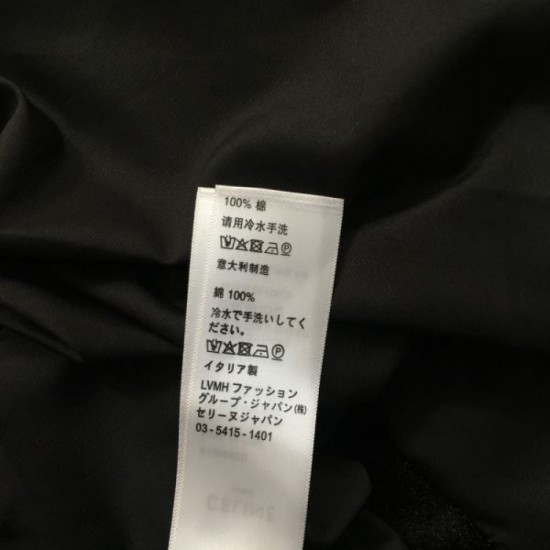 100% 棉
请用冷水手洗
意大利制造
綿 100%
冷水で手洗いしてく
ださい。
イタリア製
LVMH ファッション
グループ・ジャパン(株)
セリーヌジャパン
03-5415-1401
CELINE